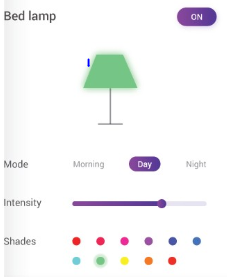 Bed lamp ON
Mode Morning Day Night
Intensity
Shades